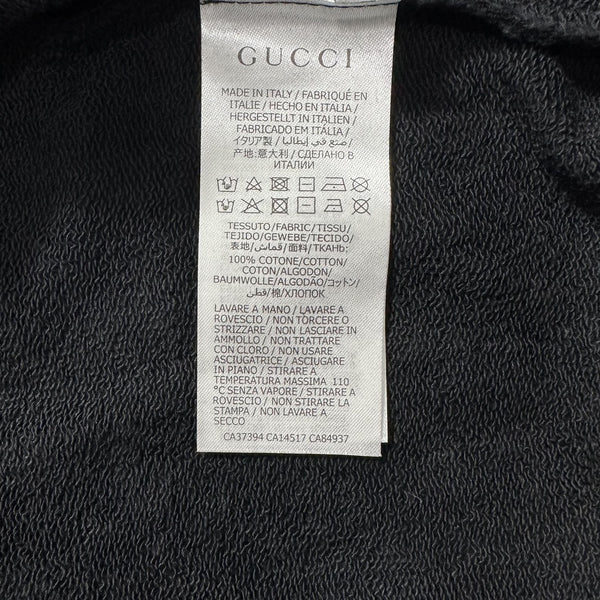 GUCCI
MADE IN ITALY / FABRIQUÉ EN
ITALIE / HECHO EN ITALIA /
HERGESTELLT IN ITALIEN /
FABRICADO EM ITÁLIA /
イタリア製 / صنع في إيطاليا /
产地:意大利 / СДЕЛАНО В
ИТАЛИИ
TESSUTO/FABRIC/TISSU/
TEJIDO/GEWEBE/TECIDO/
表地/قماش/面料/ТКАНЬ:
100% COTONE/COTTON/
COTON/ALGODON/
BAUMWOLLE/ALGODÃO/コットン/
قطن/棉/ХЛОПОК
LAVARE A MANO / LAVARE A
ROVESCIO / NON TORCERE O
STRIZZARE / NON LASCIARE IN
AMMOLLO / NON TRATTARE
CON CLORO / NON USARE
ASCIUGATRICE / ASCIUGARE
IN PIANO / STIRARE A
TEMPERATURA MASSIMA 110
°C SENZA VAPORE / STIRARE A
ROVESCIO / NON STIRARE LA
STAMPA / NON LAVARE A
SECCO
CA37394 CA14517 CA84937